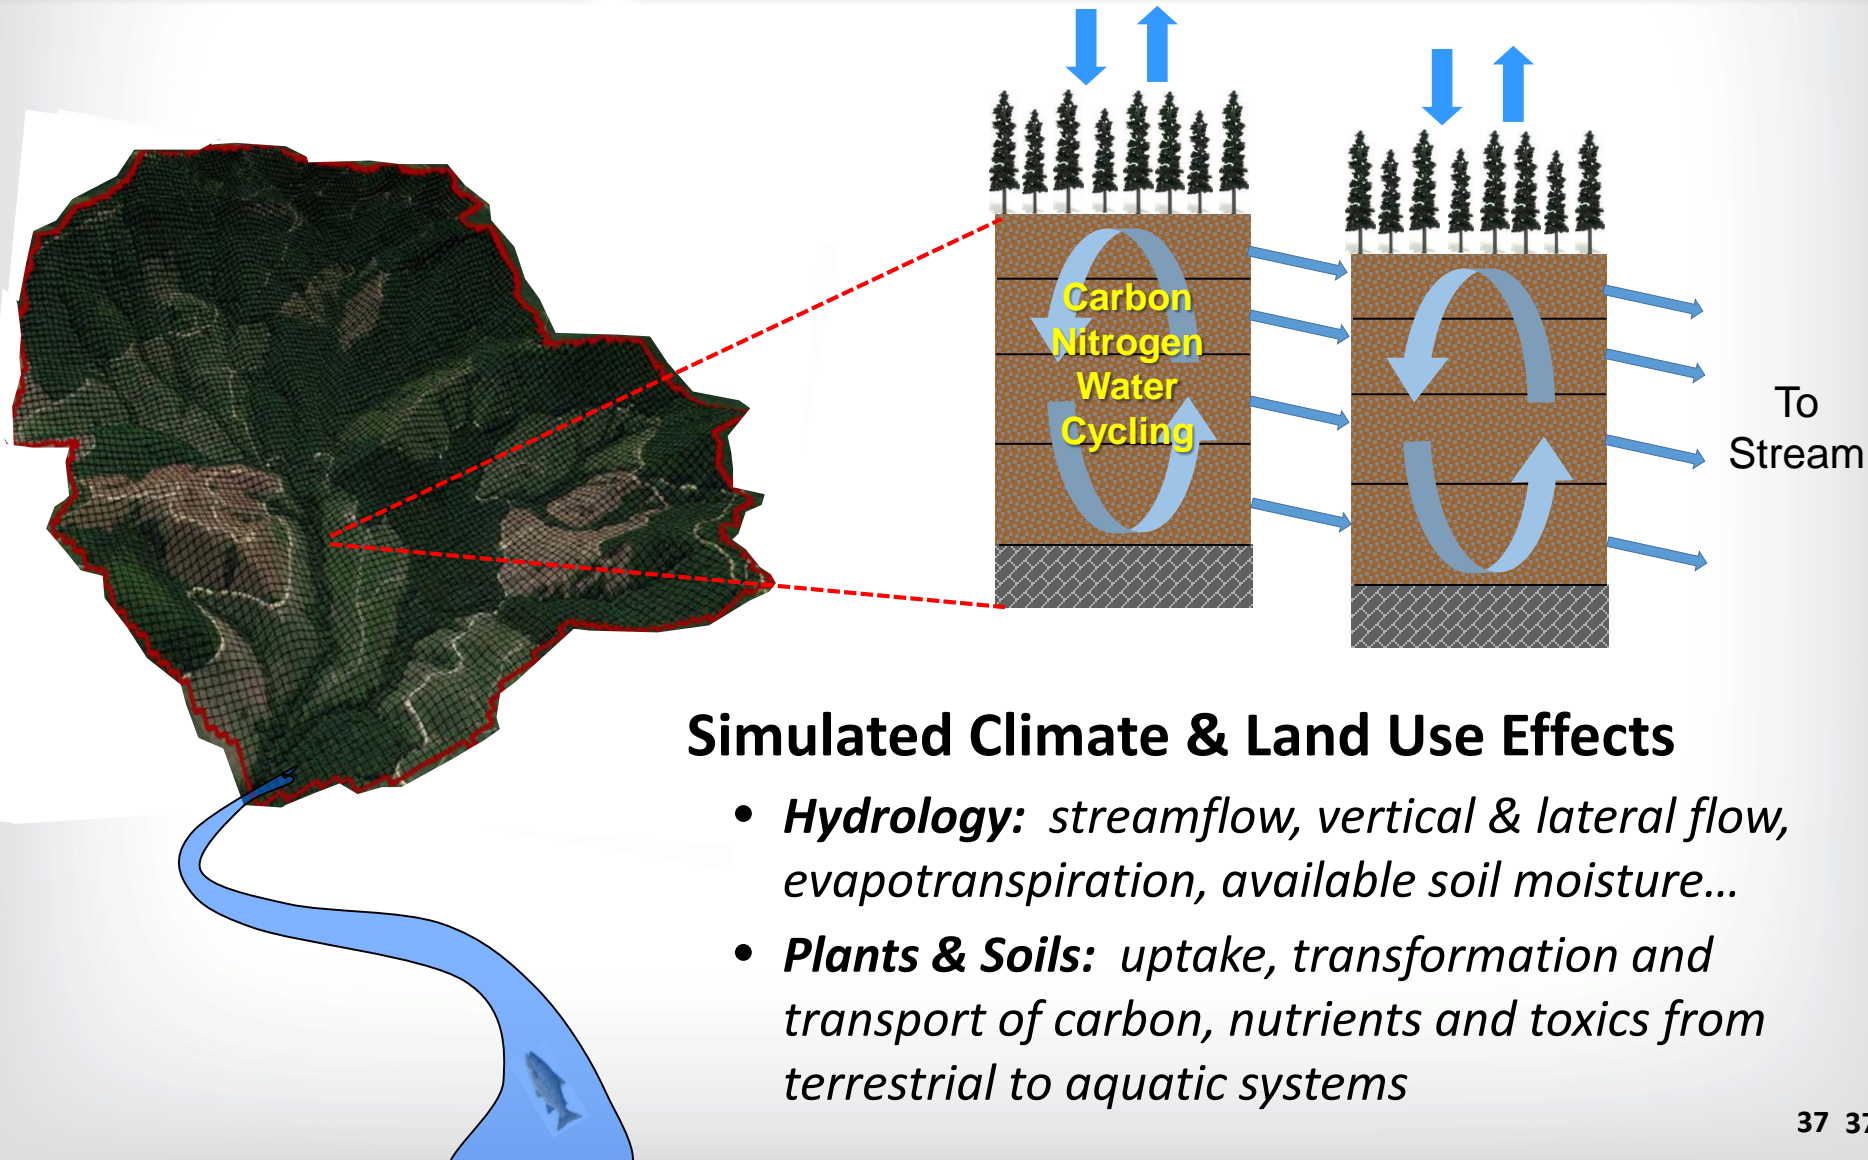 Carbon
Nitrogen
Water
Cycling
To
Stream
Simulated Climate & Land Use Effects
• Hydrology: streamflow, vertical & lateral flow,
evapotranspiration, available soil moisture…
• Plants & Soils: uptake, transformation and
transport of carbon, nutrients and toxics from
terrestrial to aquatic systems
37 37